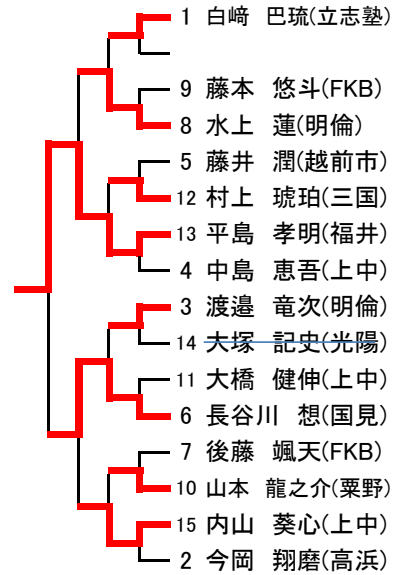 1 白﨑 巴琉(立志塾)
9 藤本 悠斗(FKB)
8 水上 蓮(明倫)
5 藤井 潤(越前市)
12 村上 琥珀(三国)
13 平島 孝明(福井)
4 中島 恵吾(上中)
3 渡邉 竜次(明倫)
14 大塚 記史(光陽)
11 大橋 健伸(上中)
6 長谷川 想(国見)
7 後藤 颯天(FKB)
10 山本 龍之介(粟野)
15 内山 葵心(上中)
2 今岡 翔磨(高浜)